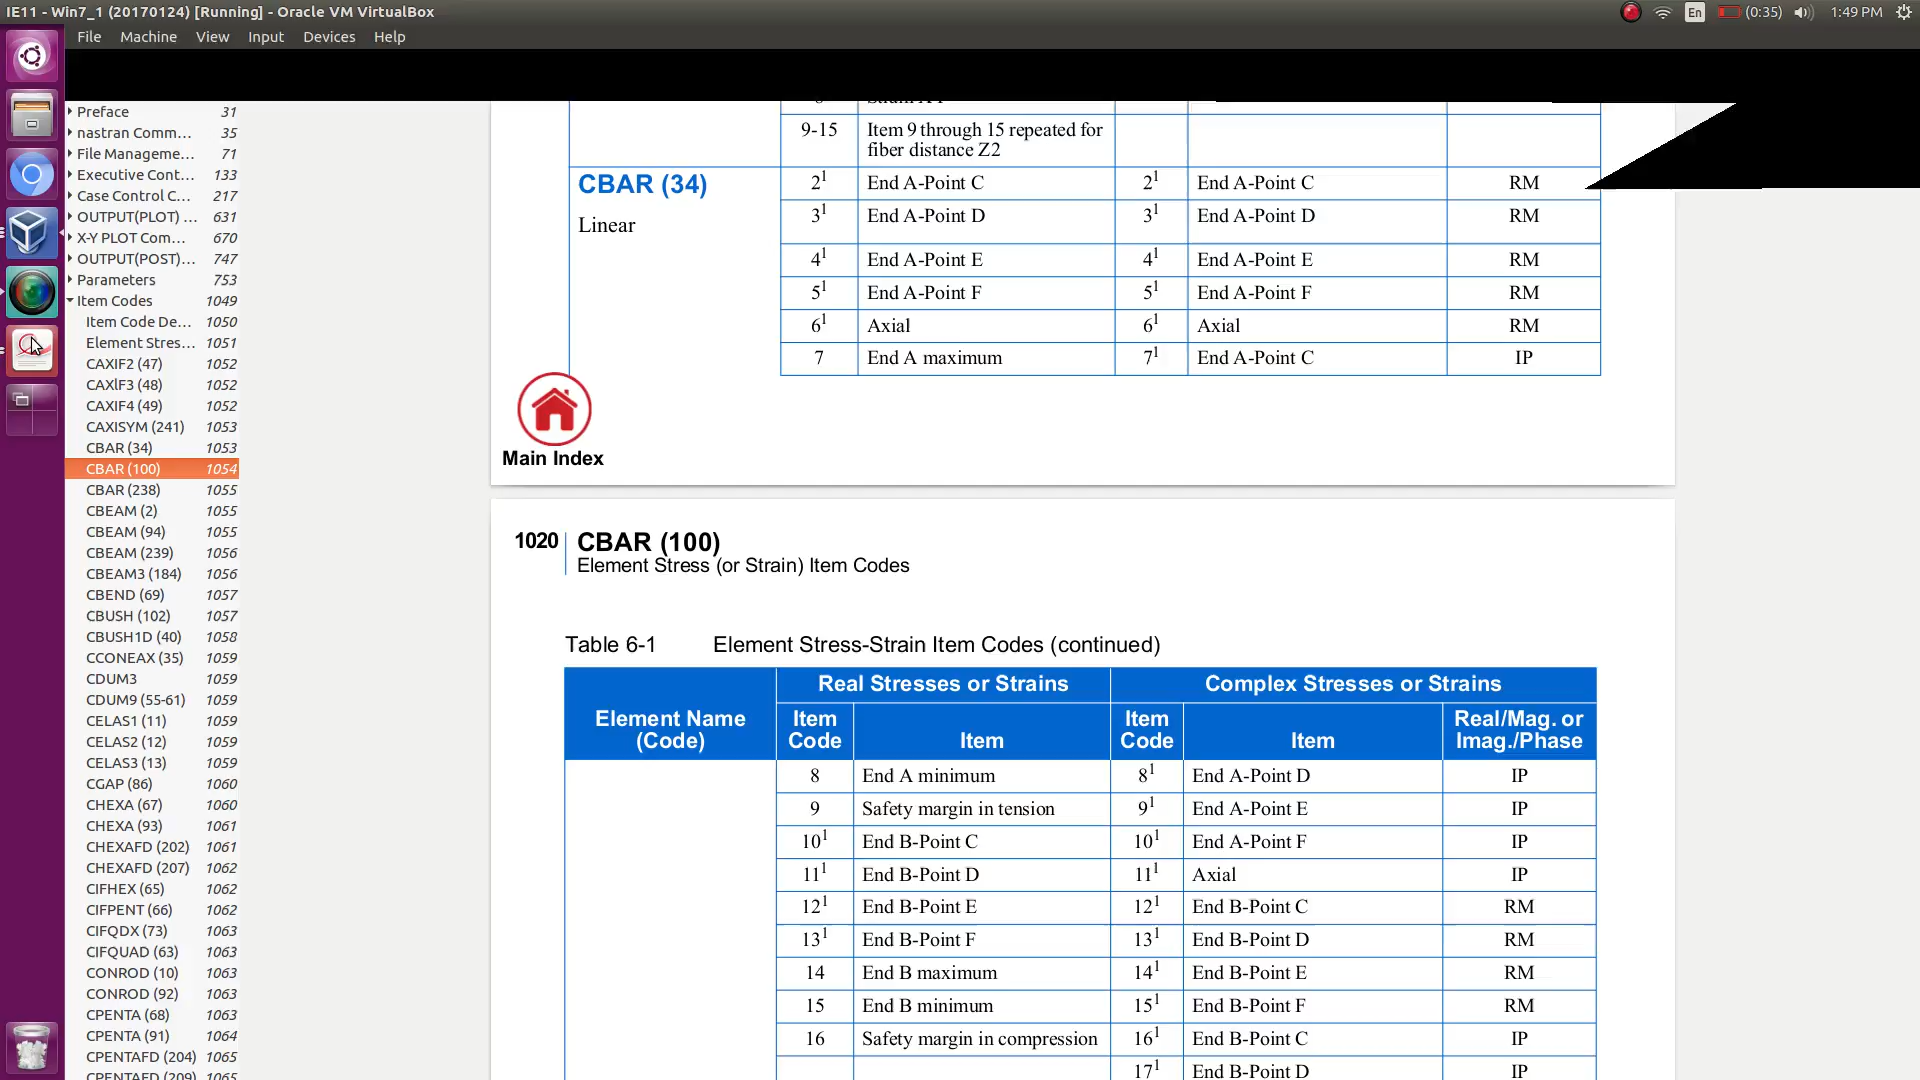 IE11 - Win7_1 (20170124) [Running] - Oracle VM VirtualBox
En (0:35) 1:49 PM
File Machine View Input Devices Help
Preface 31
nastran Comm... 35
File Manageme... 71
Executive Cont... 133
Case Control C... 217
OUTPUT(PLOT) ... 631
X-Y PLOT Com... 670
OUTPUT(POST)... 747
Parameters 753
Item Codes 1049
Item Code De... 1050
Element Stres... 1051
CAXIF2 (47) 1052
CAXlF3 (48) 1052
CAXIF4 (49) 1052
CAXISYM (241) 1053
CBAR (34) 1053
CBAR (100) 1054
CBAR (238) 1055
CBEAM (2) 1055
CBEAM (94) 1055
CBEAM (239) 1056
CBEAM3 (184) 1056
CBEND (69) 1057
CBUSH (102) 1057
CBUSH1D (40) 1058
CCONEAX (35) 1059
CDUM3 1059
CDUM9 (55-61) 1059
CELAS1 (11) 1059
CELAS2 (12) 1059
CELAS3 (13) 1059
CGAP (86) 1060
CHEXA (67) 1060
CHEXA (93) 1061
CHEXAFD (202) 1061
CHEXAFD (207) 1062
CIFHEX (65) 1062
CIFPENT (66) 1062
CIFQDX (73) 1063
CIFQUAD (63) 1063
CONROD (10) 1063
CONROD (92) 1063
CPENTA (68) 1063
CPENTA (91) 1064
CPENTAFD (204) 1065
CPENTAFD (209) 1065
9-15 Item 9 through 15 repeated for
fiber distance Z2
CBAR (34) 2¹ End A-Point C 2¹ End A-Point C RM
Linear 3¹ End A-Point D 3¹ End A-Point D RM
4¹ End A-Point E 4¹ End A-Point E RM
5¹ End A-Point F 5¹ End A-Point F RM
6¹ Axial 6¹ Axial RM
7 End A maximum 7¹ End A-Point C IP
Main Index
1020 CBAR (100)
Element Stress (or Strain) Item Codes
Table 6-1 Element Stress-Strain Item Codes (continued)
Real Stresses or Strains Complex Stresses or Strains
Element Name Item Item Real/Mag. or
(Code) Code Item Code Item Imag./Phase
8 End A minimum 8¹ End A-Point D IP
9 Safety margin in tension 9¹ End A-Point E IP
10¹ End B-Point C 10¹ End A-Point F IP
11¹ End B-Point D 11¹ Axial IP
12¹ End B-Point E 12¹ End B-Point C RM
13¹ End B-Point F 13¹ End B-Point D RM
14 End B maximum 14¹ End B-Point E RM
15 End B minimum 15¹ End B-Point F RM
16 Safety margin in compression 16¹ End B-Point C IP
17¹ End B-Point D IP